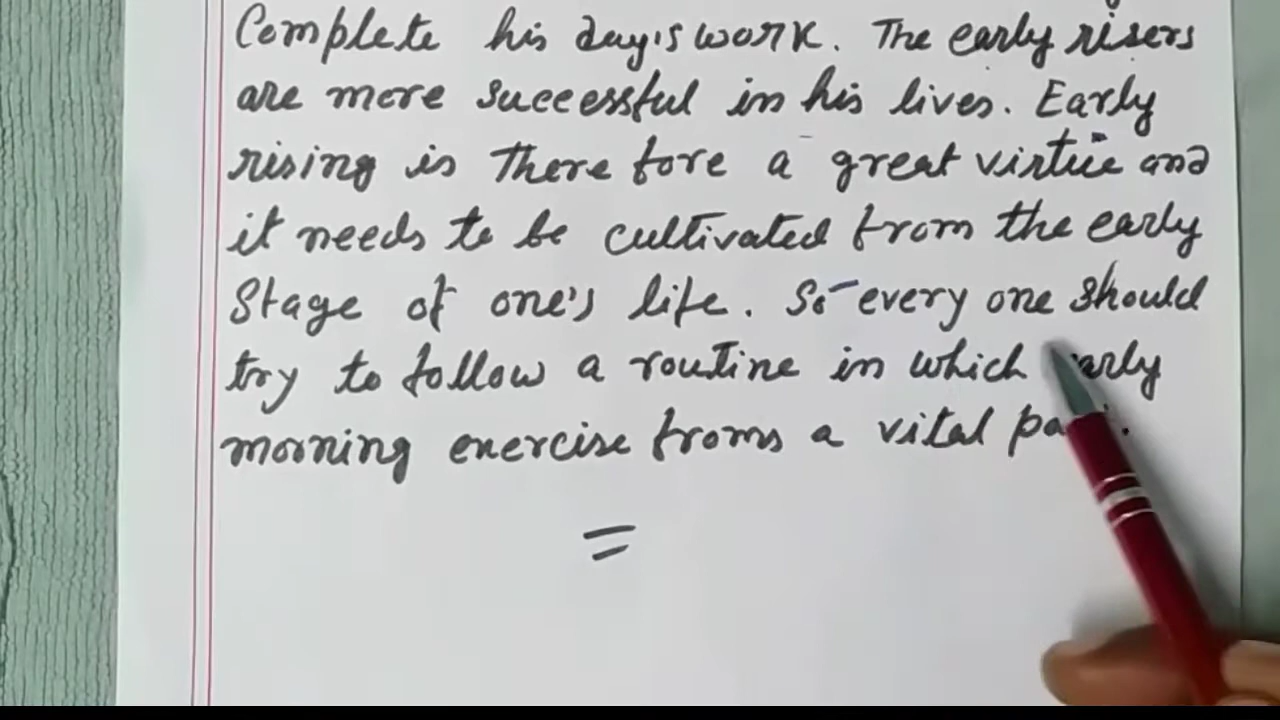 Complete his day's work. The early risers
are more successful in his lives. Early
rising is there fore a great virtue and
it needs to be cultivated from the early
Stage of one's life. So every one should
try to follow a routine in which early
morning exercise froms a vital
=